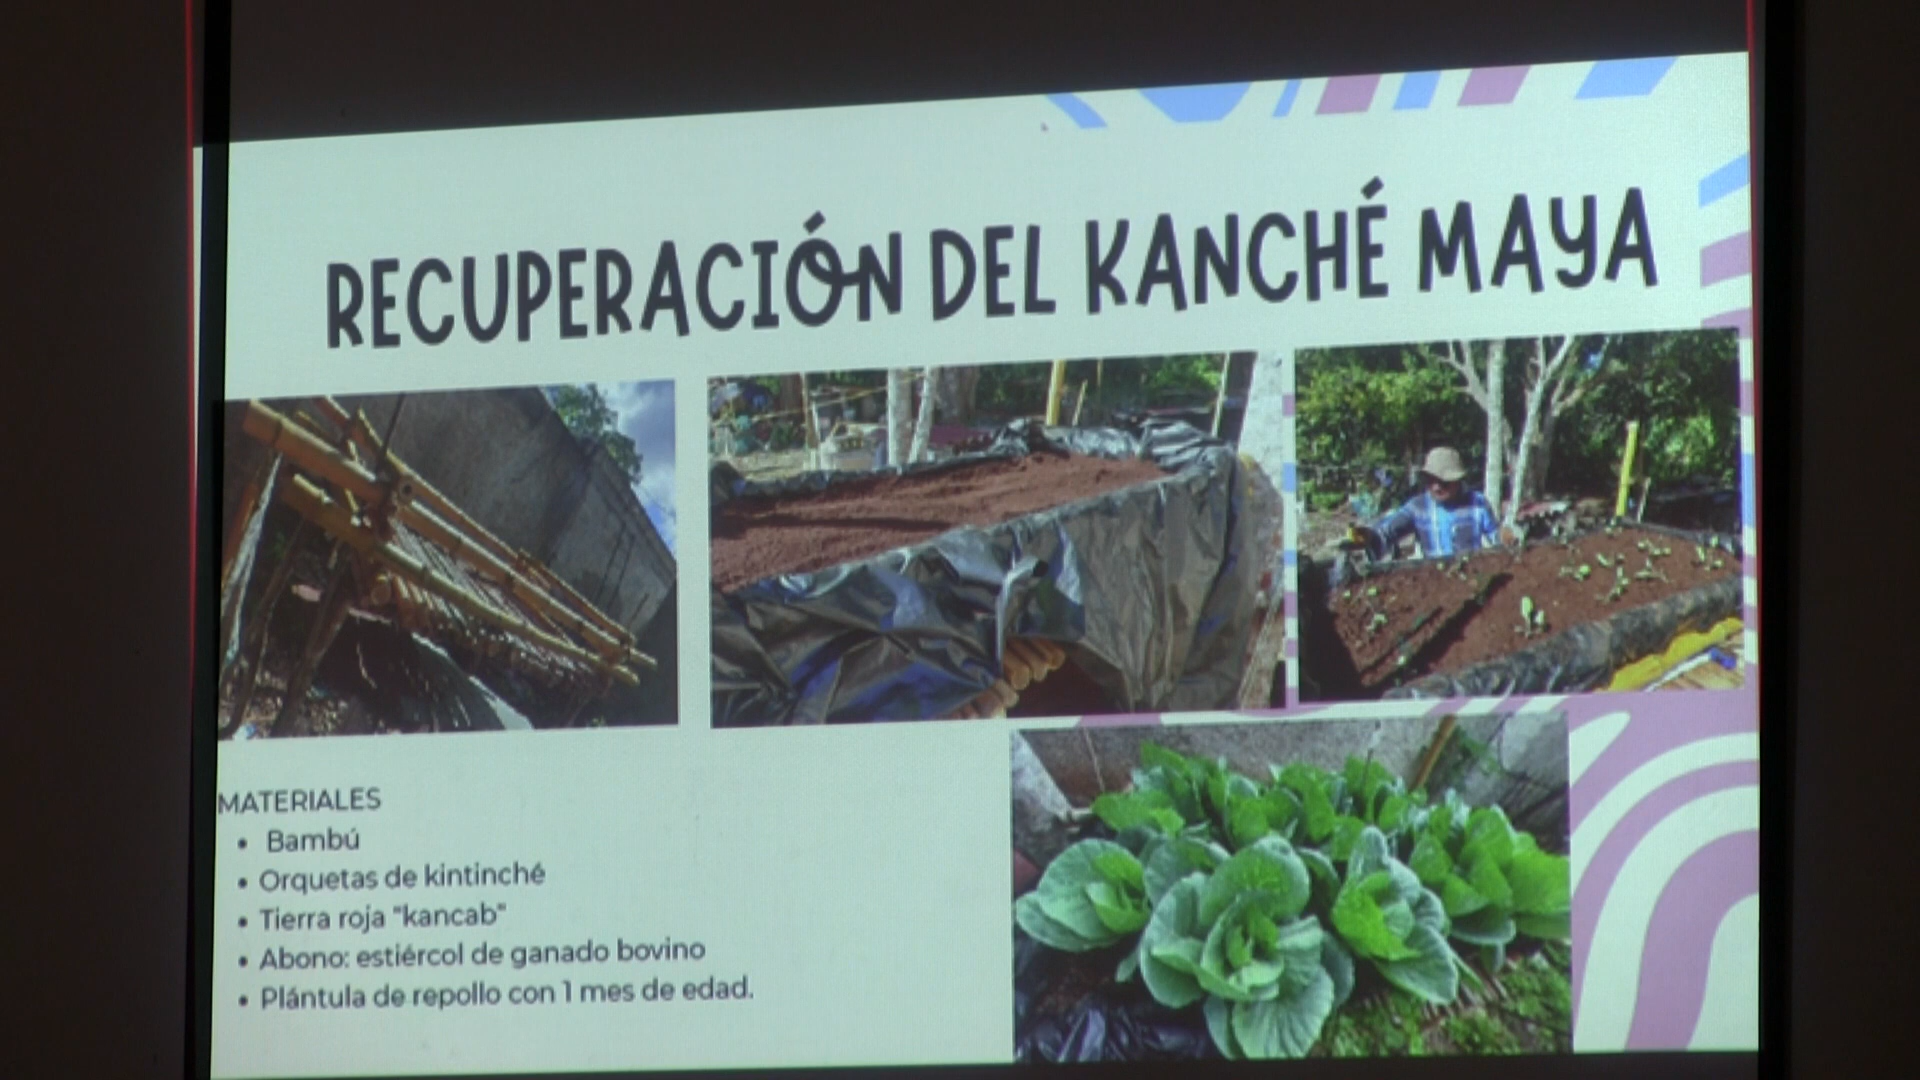 RECUPERACIÓN DEL KANCHÉ MAYA
MATERIALES
• Bambú
• Orquetas de kintinché
• Tierra roja "kancab"
• Abono: estiércol de ganado bovino
• Plántula de repollo con 1 mes de edad.